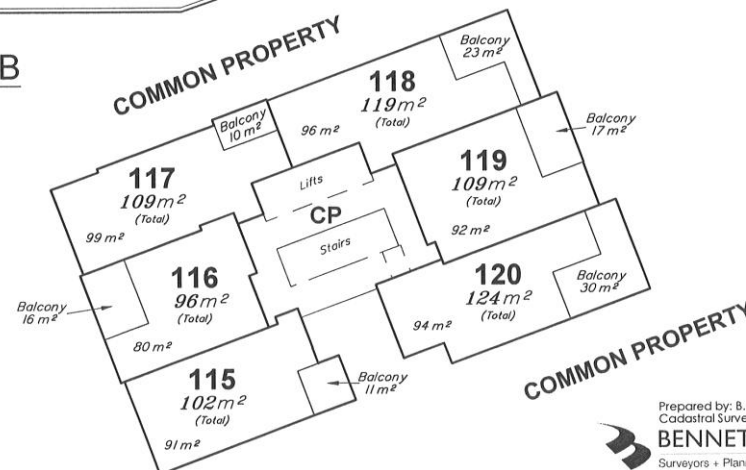 B
COMMON PROPERTY
Balcony
23 m²
118
119m²
(Total)
96 m²
Balcony
10 m²
Balcony
17 m²
119
109m²
(Total)
92 m²
117
109m²
(Total)
99 m²
Lifts
CP
Stairs
116
96m²
(Total)
80 m²
Balcony
16 m²
120
124m²
(Total)
94 m²
Balcony
30 m²
115
102m²
(Total)
91 m²
Balcony
11 m²
COMMON PROPERTY
Prepared by: B.
Cadastral Surve
BENNET
Surveyors + Plan